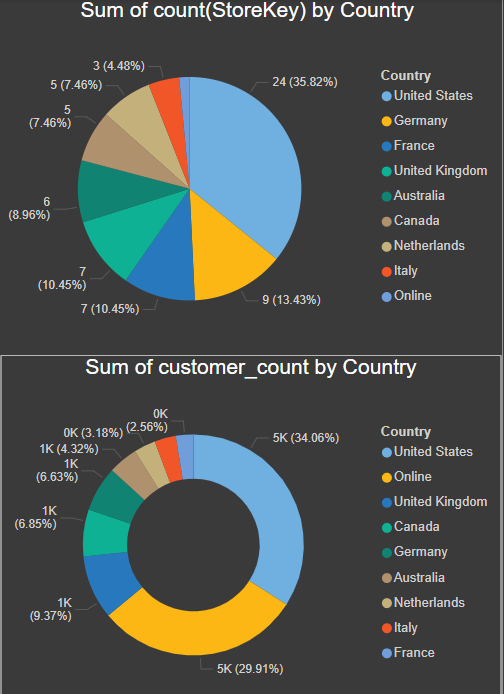 Sum of count(StoreKey) by Country
3 (4.48%)
5 (7.46%)
5
(7.46%)
6
(8.96%)
7
(10.45%)
7 (10.45%)
9 (13.43%)
24 (35.82%)
Country
United States
Germany
France
United Kingdom
Australia
Canada
Netherlands
Italy
Online
Sum of customer_count by Country
0K
(2.56%)
0K (3.18%)
1K (4.32%)
1K
(6.63%)
1K
(6.85%)
1K
(9.37%)
5K (29.91%)
5K (34.06%)
Country
United States
Online
United Kingdom
Canada
Germany
Australia
Netherlands
Italy
France